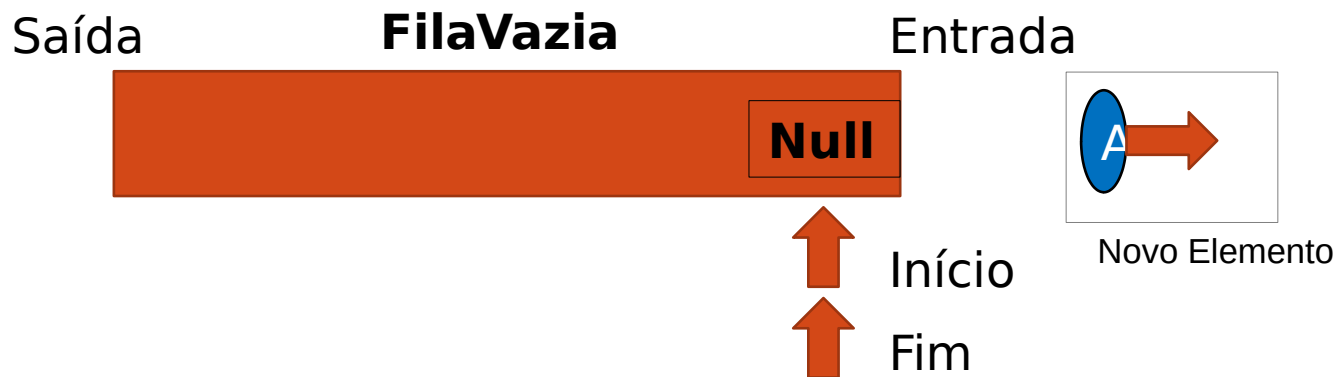 Saída
FilaVazia
Entrada
Null
A
Novo Elemento
Início
Fim